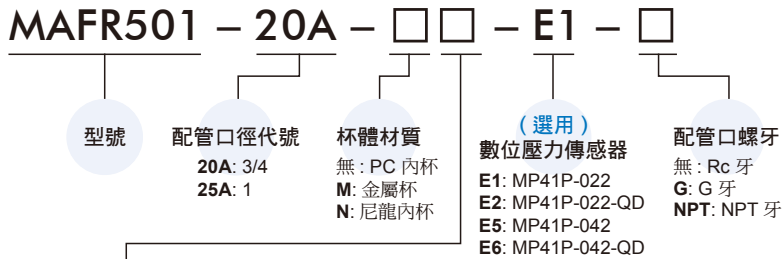 MAFR501 – 20A – □□ – E1 – □
型號
配管口徑代號
20A: 3/4
25A: 1
杯體材質
無 : PC 內杯
M: 金屬杯
N: 尼龍內杯
(選用)
數位壓力傳感器
E1: MP41P-022
E2: MP41P-022-QD
E5: MP41P-042
E6: MP41P-042-QD
配管口螺牙
無 : Rc 牙
G: G 牙
NPT: NPT 牙